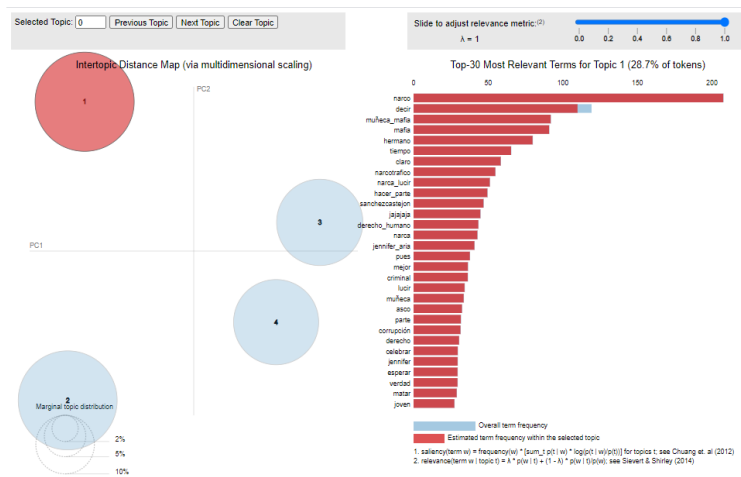 Selected Topic: 0 Previous Topic Next Topic Clear Topic
Slide to adjust relevance metric:(2)
λ = 1
0.0 0.2 0.4 0.6 0.8 1.0
Intertopic Distance Map (via multidimensional scaling)
PC2
PC1
1
3
4
2
Marginal topic distribution
2%
5%
10%
Top-30 Most Relevant Terms for Topic 1 (28.7% of tokens)
0 50 100 150 200
narco
decir
muñeca_mafia
mafia
hermano
tiempo
claro
narcotrafico
narca_lucir
hacer_parte
sanchezcastejon
jajajaja
derecho_humano
narca
jennifer_aria
pues
mejor
criminal
lucir
muñeca
asco
parte
corrupción
derecho
celebrar
jennifer
esperar
verdad
matar
joven
Overall term frequency
Estimated term frequency within the selected topic
1. saliency(term w) = frequency(w) * [sum_t p(t | w) * log(p(t | w)/p(t))] for topics t; see Chuang et. al (2012)
2. relevance(term w | topic t) = λ * p(w | t) + (1 - λ) * p(w | t)/p(w); see Sievert & Shirley (2014)